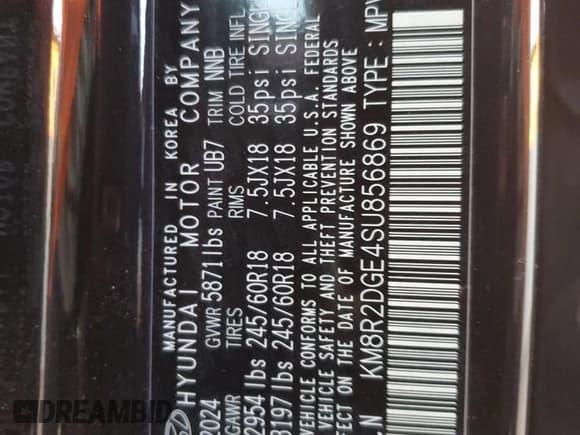 MANUFACTURED IN KOREA BY
HYUNDAI MOTOR COMPANY
2024 GVWR 5871lbs PAINT UB7 TRIM NNB
GAWR TIRES RIMS COLD TIRE INFL
2954 lbs 245/60R18 7.5JX18 35psi SINGL
3197 lbs 245/60R18 7.5JX18 35psi SINGL
VEHICLE CONFORMS TO ALL APPLICABLE U.S.A. FEDERAL
VEHICLE SAFETY AND THEFT PREVENTION STANDARDS
EFFECT ON THE DATE OF MANUFACTURE SHOWN ABOVE
I.N KM8R2DGE4SU856869 TYPE : MPV
DREAMBID